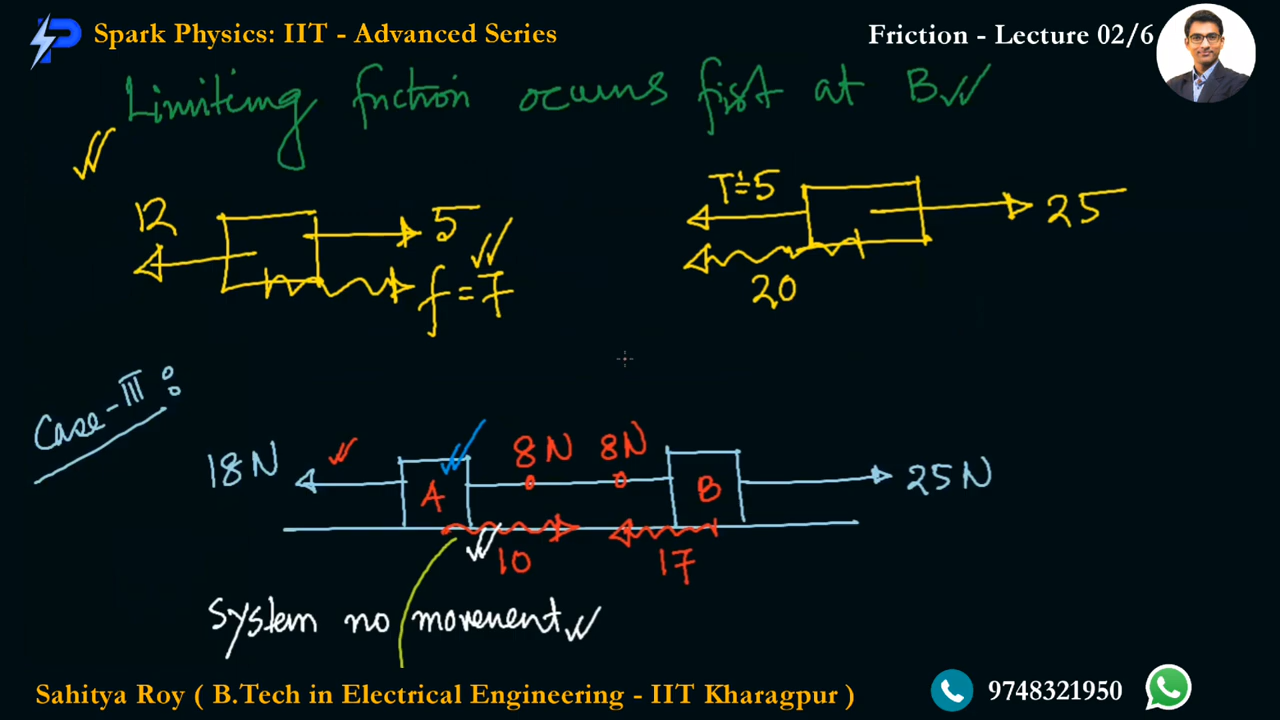 Spark Physics: IIT - Advanced Series
Friction - Lecture 02/6
Limiting friction occurs first at B
12
5
f = 7
T=5
25
20
Case-III :
18N
A
8N
8N
B
25N
10
17
System no movement
Sahitya Roy ( B.Tech in Electrical Engineering - IIT Kharagpur )
9748321950